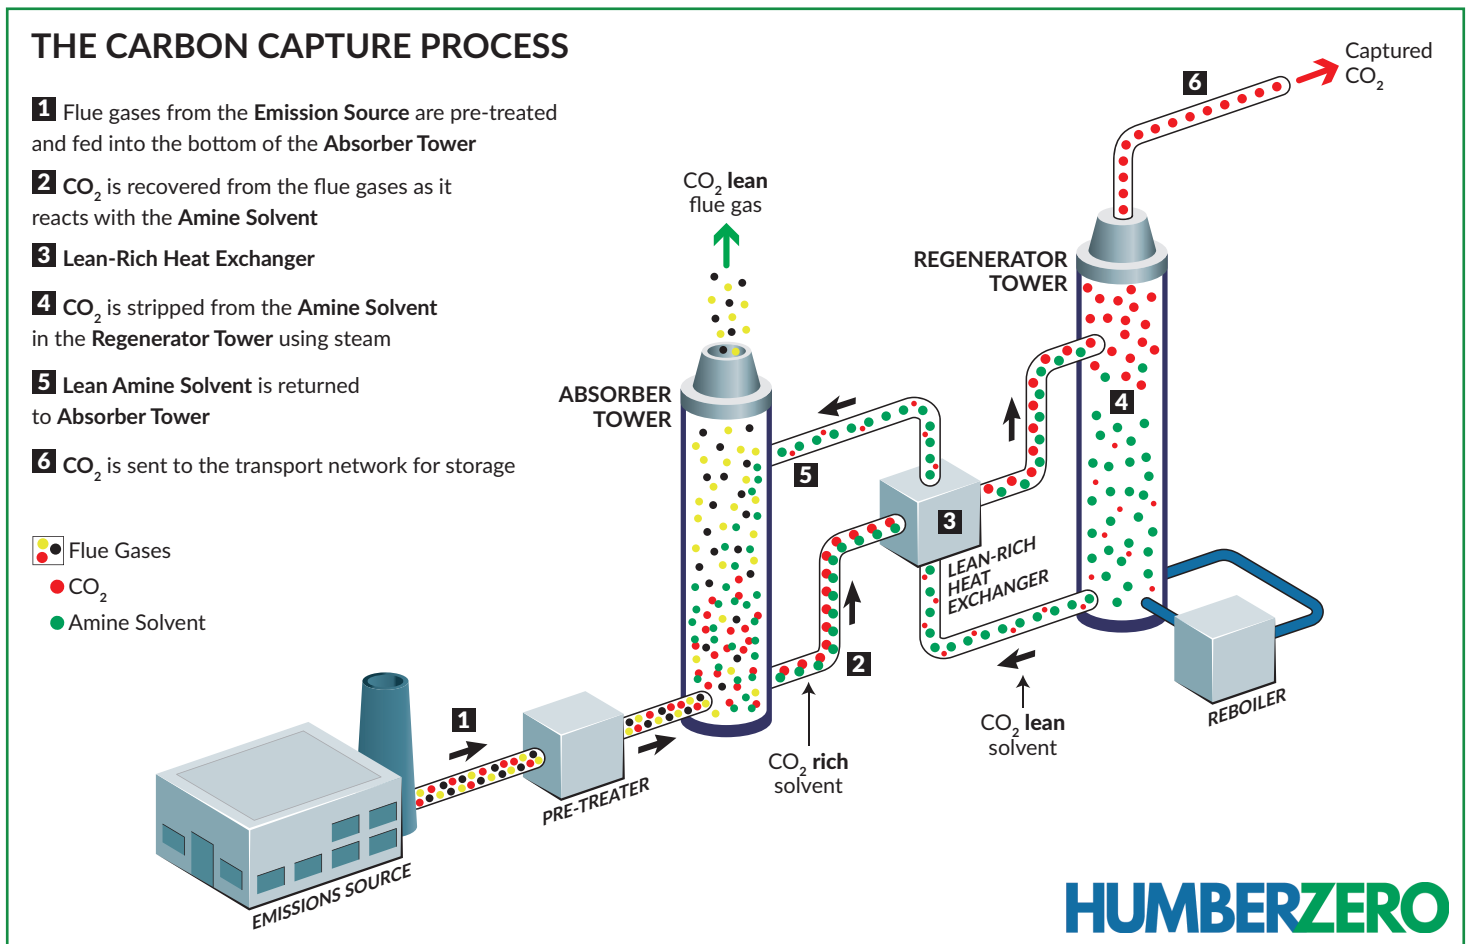 THE CARBON CAPTURE PROCESS
1 Flue gases from the Emission Source are pre-treated
and fed into the bottom of the Absorber Tower
2 CO2 is recovered from the flue gases as it
reacts with the Amine Solvent
3 Lean-Rich Heat Exchanger
4 CO2 is stripped from the Amine Solvent
in the Regenerator Tower using steam
5 Lean Amine Solvent is returned
to Absorber Tower
6 CO2 is sent to the transport network for storage
Flue Gases
CO2
Amine Solvent
CO2 lean
flue gas
ABSORBER
TOWER
REGENERATOR
TOWER
Captured
CO2
6
4
5
3
LEAN-RICH
HEAT
EXCHANGER
2
1
CO2 rich
solvent
CO2 lean
solvent
REBOILER
PRE-TREATER
EMISSIONS SOURCE
HUMBERZERO